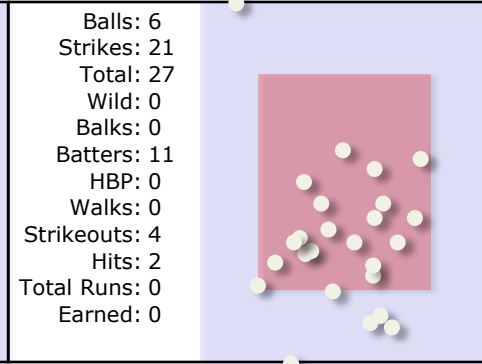 Balls: 6
Strikes: 21
Total: 27
Wild: 0
Balks: 0
Batters: 11
HBP: 0
Walks: 0
Strikeouts: 4
Hits: 2
Total Runs: 0
Earned: 0